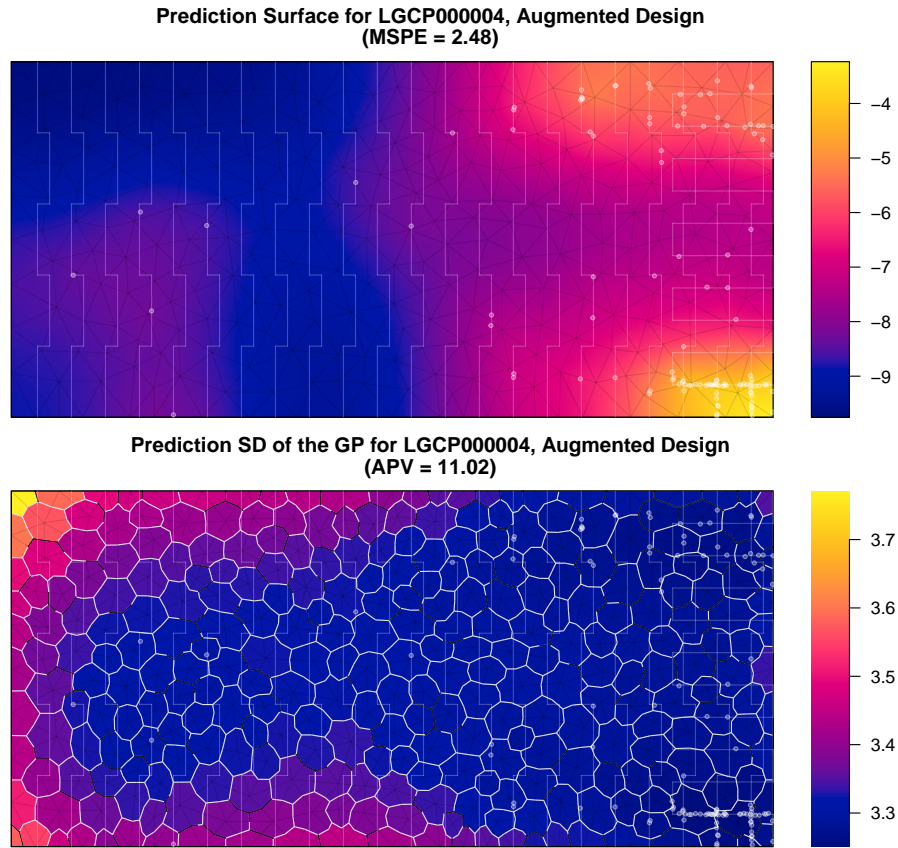 Prediction Surface for LGCP000004, Augmented Design
(MSPE = 2.48)
−4
−5
−6
−7
−8
−9
Prediction SD of the GP for LGCP000004, Augmented Design
(APV = 11.02)
3.7
3.6
3.5
3.4
3.3